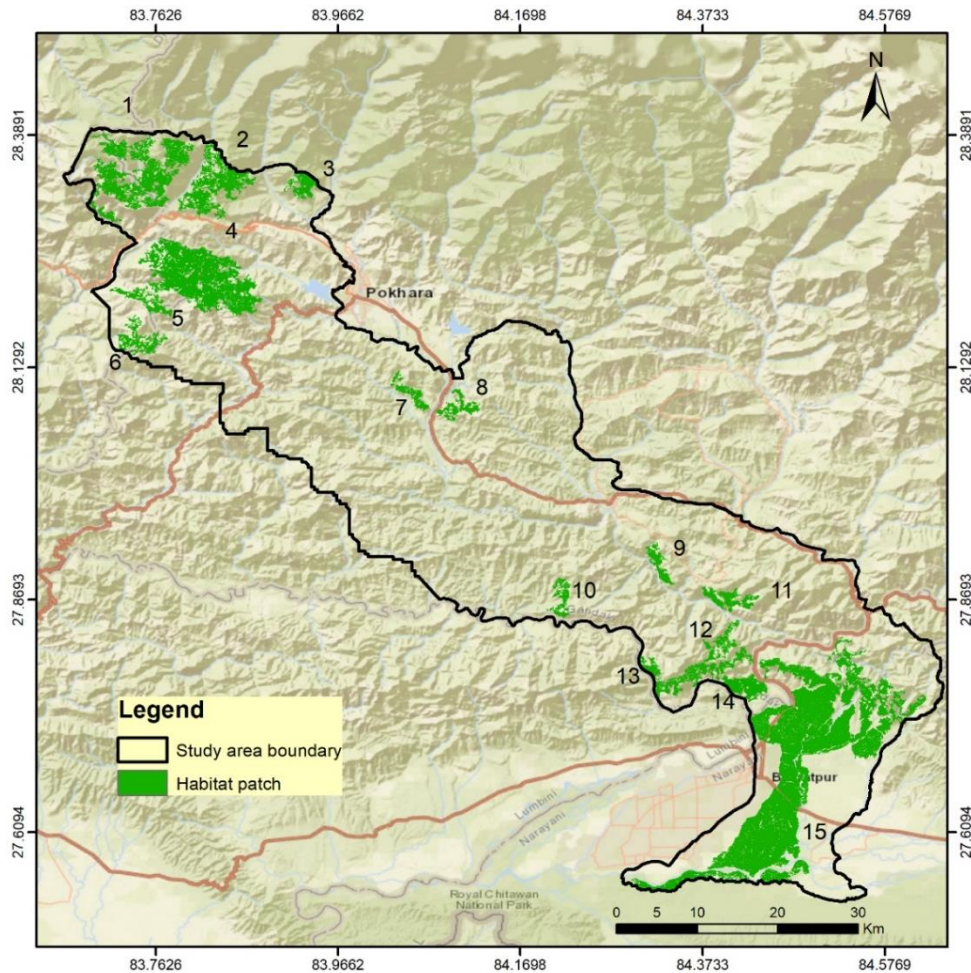 83.7626 83.9662 84.1698 84.3733 84.5769
N
28.3891 28.3891
1
2
3
4
Pokhara
5
6
28.1292 28.1292
7
8
9
27.8693 27.8693
10
11
12
13
14
Legend
Study area boundary
Habitat patch
Lumbini
Narayani
15
27.6094 27.6094
Royal Chitawan
National Park
0 5 10 20 30
Km
83.7626 83.9662 84.1698 84.3733 84.5769